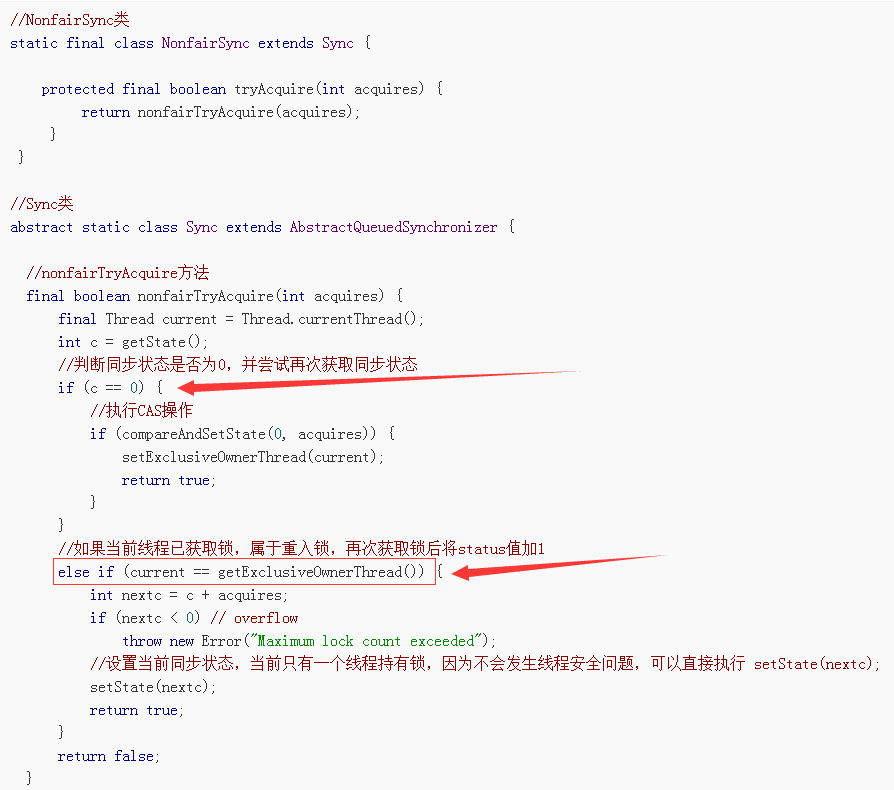 //NonfairSync类
static final class NonfairSync extends Sync {
protected final boolean tryAcquire(int acquires) {
return nonfairTryAcquire(acquires);
}
}
//Sync类
abstract static class Sync extends AbstractQueuedSynchronizer {
//nonfairTryAcquire方法
final boolean nonfairTryAcquire(int acquires) {
final Thread current = Thread.currentThread();
int c = getState();
//判断同步状态是否为0，并尝试再次获取同步状态
if (c == 0) {
//执行CAS操作
if (compareAndSetState(0, acquires)) {
setExclusiveOwnerThread(current);
return true;
}
}
//如果当前线程已获取锁，属于重入锁，再次获取锁后将status值加1
else if (current == getExclusiveOwnerThread()) {
int nextc = c + acquires;
if (nextc < 0) // overflow
throw new Error("Maximum lock count exceeded");
//设置当前同步状态，当前只有一个线程持有锁，因为不会发生线程安全问题，可以直接执行 setState(nextc);
setState(nextc);
return true;
}
return false;
}